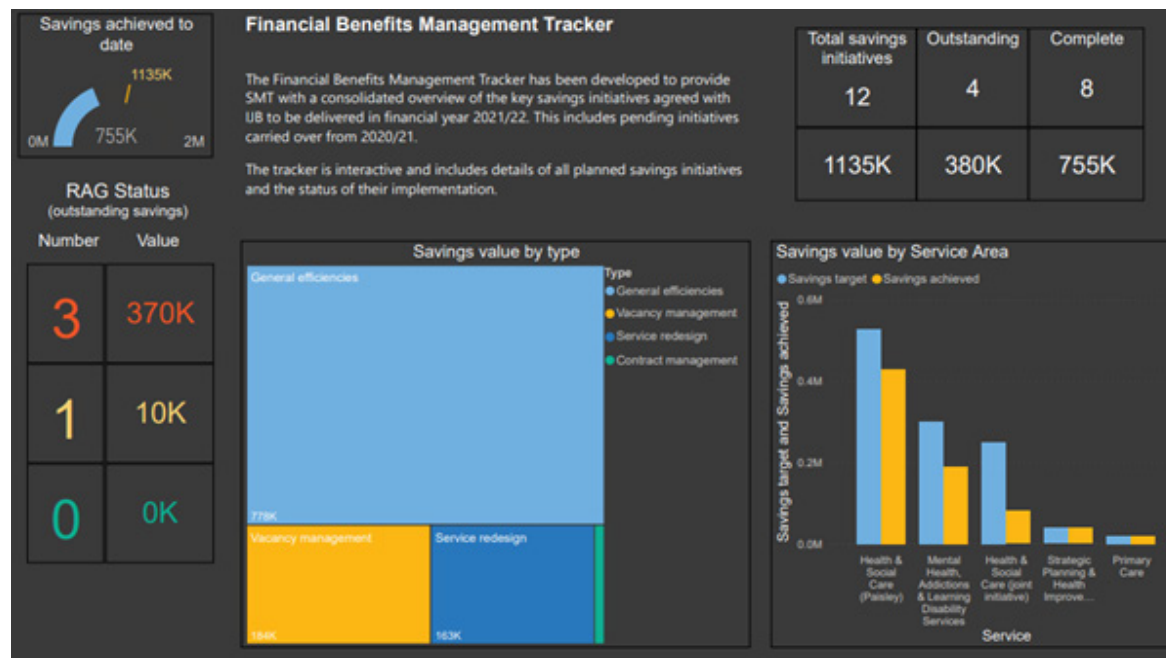 Savings achieved to
date
1135K
755K
0M
2M
Financial Benefits Management Tracker
The Financial Benefits Management Tracker has been developed to provide
SMT with a consolidated overview of the key savings initiatives agreed with
IJB to be delivered in financial year 2021/22. This includes pending initiatives
carried over from 2020/21.
The tracker is interactive and includes details of all planned savings initiatives
and the status of their implementation.
Total savings
initiatives
12
Outstanding
4
Complete
8
1135K
380K
755K
RAG Status
(outstanding savings)
Number
Value
3
370K
1
10K
0
0K
Savings value by type
General efficiencies
778K
Vacancy management
184K
Service redesign
163K
Type
General efficiencies
Vacancy management
Service redesign
Contract management
Savings value by Service Area
Savings target
Savings achieved
Savings target and Savings achieved
0.6M
0.4M
0.2M
0.0M
Health &
Social
Care
(Paisley)
Mental
Health,
Addictions
& Learning
Disability
Services
Health &
Social
Care (joint
initiative)
Strategic
Planning &
Health
Improve...
Primary
Care
Service